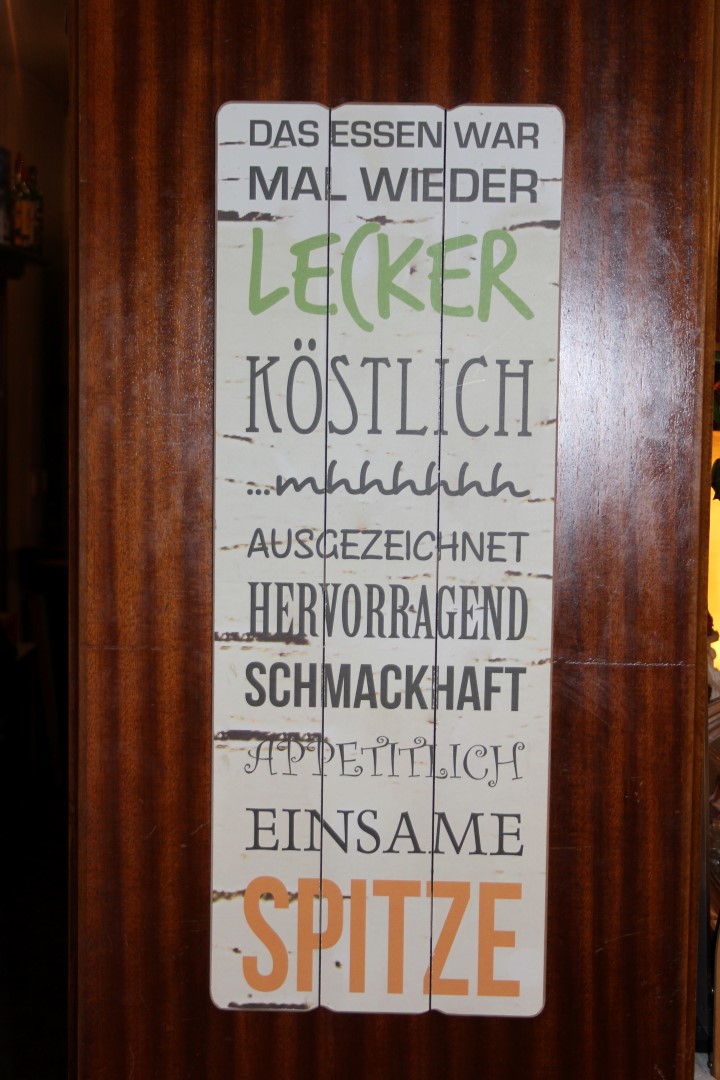 DAS ESSEN WAR
MAL WIEDER
LECKER
KÖSTLICH
...mhhhhhh
AUSGEZEICHNET
HERVORRAGEND
SCHMACKHAFT
APPETITLICH
EINSAME
SPITZE